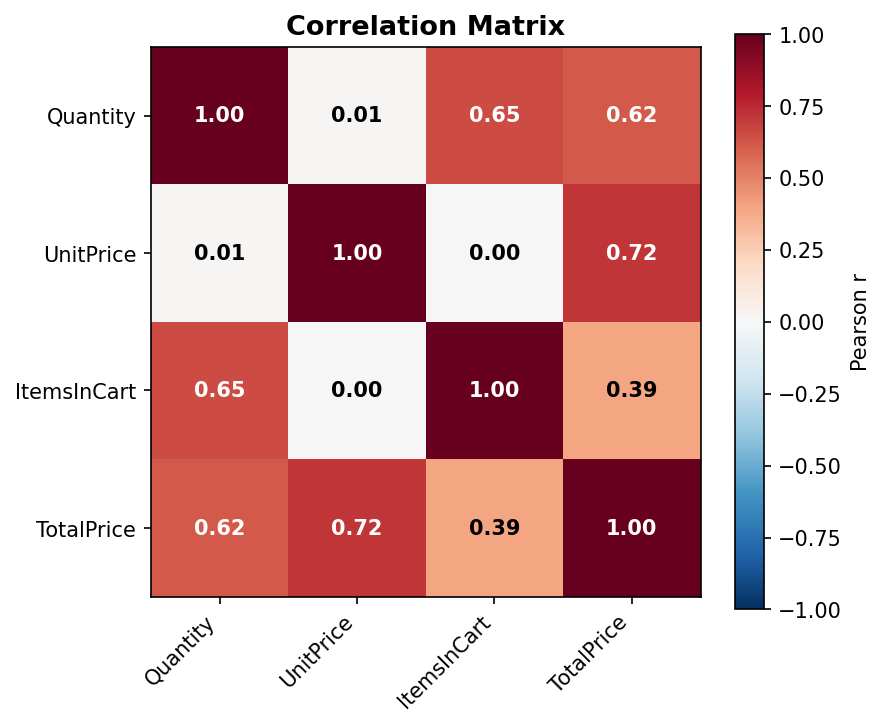 Correlation Matrix
Quantity 1.00 0.01 0.65 0.62
UnitPrice 0.01 1.00 0.00 0.72
ItemsInCart 0.65 0.00 1.00 0.39
TotalPrice 0.62 0.72 0.39 1.00
Quantity UnitPrice ItemsInCart TotalPrice
1.00
0.75
0.50
0.25
0.00
−0.25
−0.50
−0.75
−1.00
Pearson r